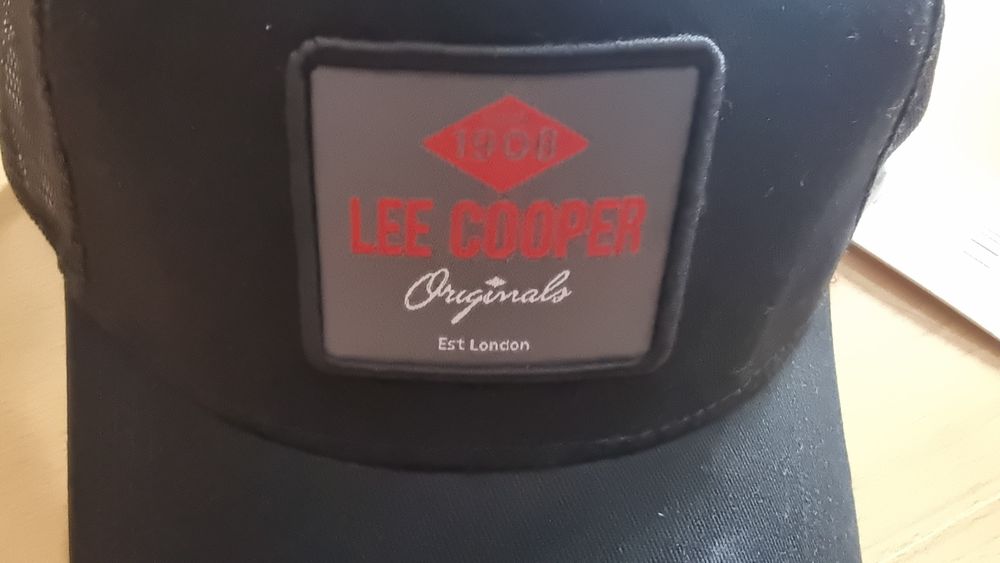 1908
LEE COOPER
Originals
Est London